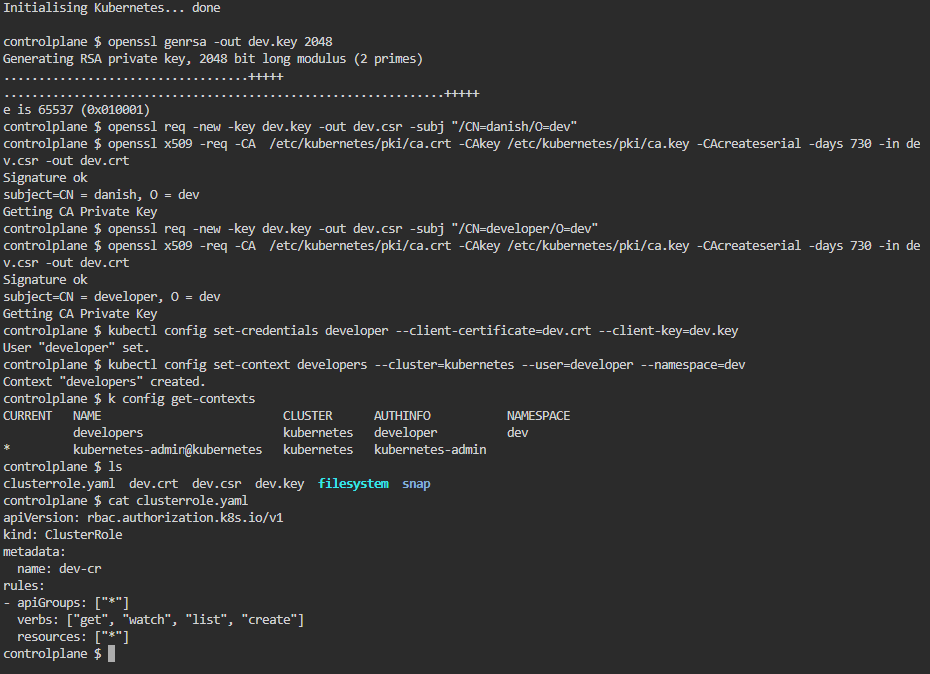 Initialising Kubernetes... done
controlplane $ openssl genrsa -out dev.key 2048
Generating RSA private key, 2048 bit long modulus (2 primes)
...................................+++++
...............................................................+++++
e is 65537 (0x010001)
controlplane $ openssl req -new -key dev.key -out dev.csr -subj "/CN=danish/O=dev"
controlplane $ openssl x509 -req -CA  /etc/kubernetes/pki/ca.crt -CAkey /etc/kubernetes/pki/ca.key -CAcreateserial -days 730 -in de
v.csr -out dev.crt
Signature ok
subject=CN = danish, O = dev
Getting CA Private Key
controlplane $ openssl req -new -key dev.key -out dev.csr -subj "/CN=developer/O=dev"
controlplane $ openssl x509 -req -CA  /etc/kubernetes/pki/ca.crt -CAkey /etc/kubernetes/pki/ca.key -CAcreateserial -days 730 -in de
v.csr -out dev.crt
Signature ok
subject=CN = developer, O = dev
Getting CA Private Key
controlplane $ kubectl config set-credentials developer --client-certificate=dev.crt --client-key=dev.key
User "developer" set.
controlplane $ kubectl config set-context developers --cluster=kubernetes --user=developer --namespace=dev
Context "developers" created.
controlplane $ k config get-contexts
CURRENT   NAME                          CLUSTER      AUTHINFO           NAMESPACE
          developers                    kubernetes   developer          dev
*         kubernetes-admin@kubernetes   kubernetes   kubernetes-admin
controlplane $ ls
clusterrole.yaml  dev.crt  dev.csr  dev.key  filesystem  snap
controlplane $ cat clusterrole.yaml
apiVersion: rbac.authorization.k8s.io/v1
kind: ClusterRole
metadata:
  name: dev-cr
rules:
- apiGroups: ["*"]
  verbs: ["get", "watch", "list", "create"]
  resources: ["*"]
controlplane $